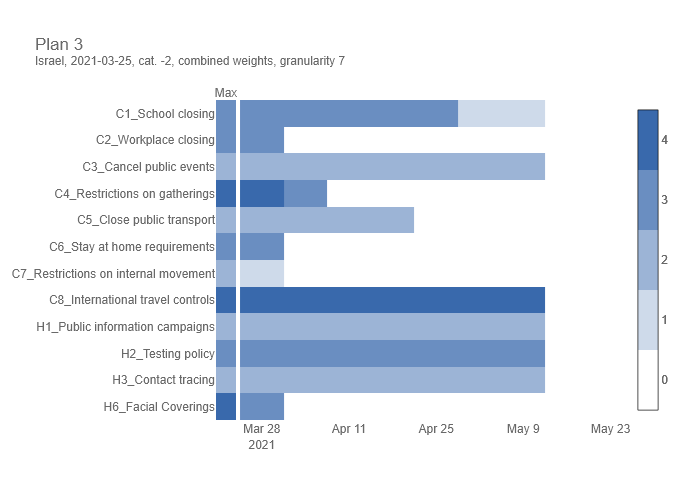 Plan 3
Israel, 2021-03-25, cat. -2, combined weights, granularity 7
Max
C1_School closing
C2_Workplace closing
C3_Cancel public events
C4_Restrictions on gatherings
C5_Close public transport
C6_Stay at home requirements
C7_Restrictions on internal movement
C8_International travel controls
H1_Public information campaigns
H2_Testing policy
H3_Contact tracing
H6_Facial Coverings
Mar 28 Apr 11 Apr 25 May 9 May 23
2021
4
3
2
1
0